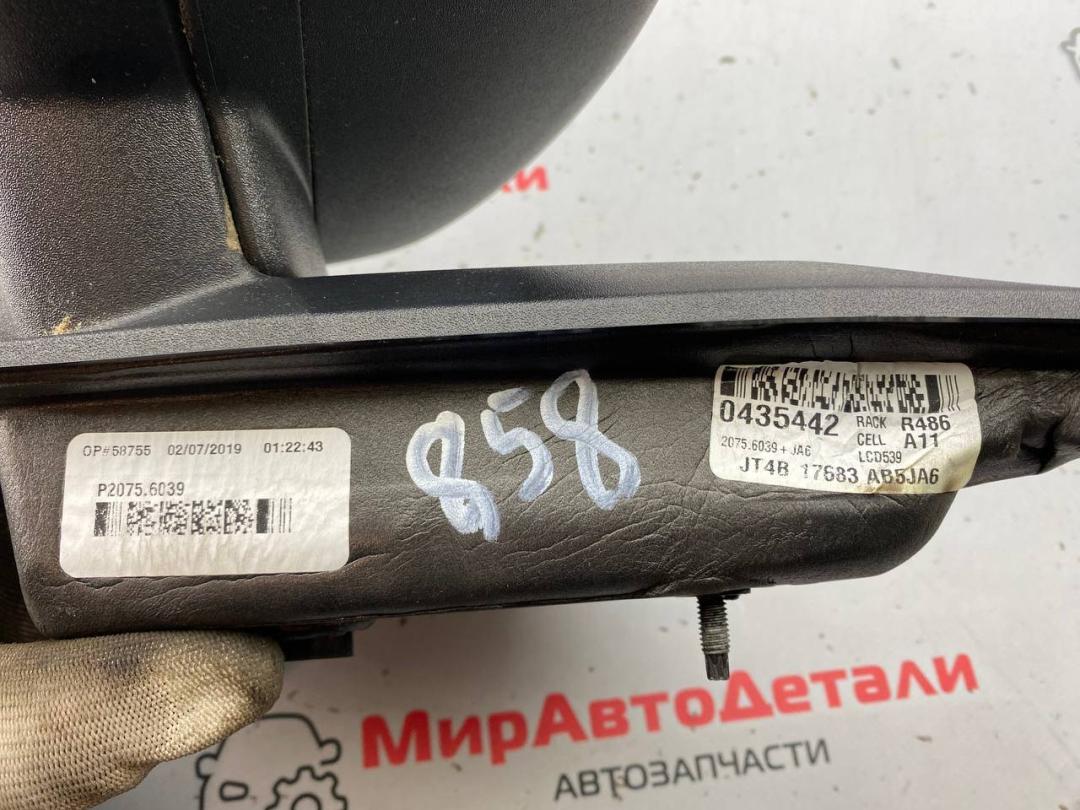 ки
OP#58755 02/07/2019 01:22:43
P2075.6039
858
0435442 RACK R486
CELL A11
2075.6039+JA6 LCD539
JT4B 17683 AB5JA6
МирАвтоДетали
АВТОЗАПЧАСТИ